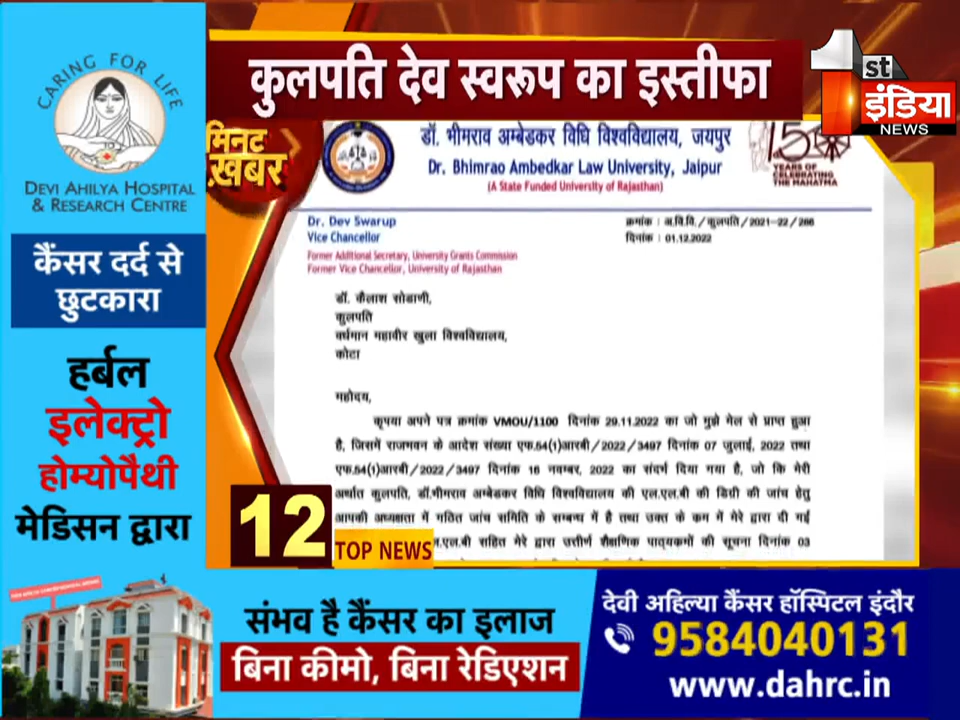 CARING FOR LIFE
DEVI AHILYA HOSPITAL
& RESEARCH CENTRE
कैंसर दर्द से
छुटकारा
हर्बल
इलेक्ट्रो
होम्योपैथी
मेडिसन द्वारा
कुलपति देव स्वरूप का इस्तीफा
1st
इंडिया
NEWS
मिनट
ख़बर
डॉ. भीमराव अम्बेडकर विधि विश्वविद्यालय, जयपुर
Dr. Bhimrao Ambedkar Law University, Jaipur
(A State Funded University of Rajasthan)
150
YEARS OF
CELEBRATING
THE MAHATMA
Dr. Dev Swarup
Vice Chancellor
Former Additional Secretary, University Grants Commission
Former Vice Chancellor, University of Rajasthan
क्रमांक : अ.वि.वि./कुलपति/2021-22/266
दिनांक : 01.12.2022
डॉ. कैलाश सोडाणी,
कुलपति
वर्धमान महावीर खुला विश्वविद्यालय,
कोटा
महोदय,
कृपया अपने पत्र क्रमांक VMOU/1100 दिनांक 29.11.2022 का जो मुझे मेल से प्राप्त हुआ
है, जिसमें राजभवन के आदेश संख्या एफ.54(1)आरबी/2022/3497 दिनांक 07 जुलाई, 2022 तथा
एफ.54(1)आरबी/2022/3497 दिनांक 16 नवम्बर, 2022 का संदर्भ दिया गया है, जो कि मेरी
अर्थात कुलपति, डॉ.भीमराव अम्बेडकर विधि विश्वविद्यालय की एल.एल.बी की डिग्री की जांच हेतु
आपकी अध्यक्षता में गठित जांच समिति के सम्बन्ध में है तथा उक्त के कम में मेरे द्वारा दी गई
ल.एल.बी सहित मेरे द्वारा उत्तीर्ण शैक्षणिक पाठ्यकमों की सूचना दिनांक 03
12
TOP NEWS
संभव है कैंसर का इलाज
बिना कीमो, बिना रेडिएशन
देवी अहिल्या कैंसर हॉस्पिटल इंदौर
9584040131
www.dahrc.in